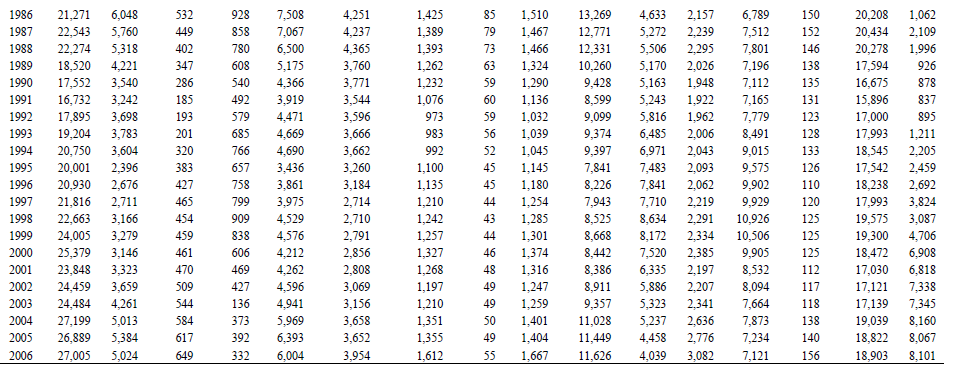 1986 21,271 6,048 532 928 7,508 4,251 1,425 85 1,510 13,269 4,633 2,157 6,789 150 20,208 1,062
1987 22,543 5,760 449 858 7,067 4,237 1,389 79 1,467 12,771 5,272 2,239 7,512 152 20,434 2,109
1988 22,274 5,318 402 780 6,500 4,365 1,393 73 1,466 12,331 5,506 2,295 7,801 146 20,278 1,996
1989 18,520 4,221 347 608 5,175 3,760 1,262 63 1,324 10,260 5,170 2,026 7,196 138 17,594 926
1990 17,552 3,540 286 540 4,366 3,771 1,232 59 1,290 9,428 5,163 1,948 7,112 135 16,675 878
1991 16,732 3,242 185 492 3,919 3,544 1,076 60 1,136 8,599 5,243 1,922 7,165 131 15,896 837
1992 17,895 3,698 193 579 4,471 3,596 973 59 1,032 9,099 5,816 1,962 7,779 123 17,000 895
1993 19,204 3,783 201 685 4,669 3,666 983 56 1,039 9,374 6,485 2,006 8,491 128 17,993 1,211
1994 20,750 3,604 320 766 4,690 3,662 992 52 1,045 9,397 6,971 2,043 9,015 133 18,545 2,205
1995 20,001 2,396 383 657 3,436 3,260 1,100 45 1,145 7,841 7,483 2,093 9,575 126 17,542 2,459
1996 20,930 2,676 427 758 3,861 3,184 1,135 45 1,180 8,226 7,841 2,062 9,902 110 18,238 2,692
1997 21,816 2,711 465 799 3,975 2,714 1,210 44 1,254 7,943 7,710 2,219 9,929 120 17,993 3,824
1998 22,663 3,166 454 909 4,529 2,710 1,242 43 1,285 8,525 8,634 2,291 10,926 125 19,575 3,087
1999 24,005 3,279 459 838 4,576 2,791 1,257 44 1,301 8,668 8,172 2,334 10,506 125 19,300 4,706
2000 25,379 3,146 461 606 4,212 2,856 1,327 46 1,374 8,442 7,520 2,385 9,905 125 18,472 6,908
2001 23,848 3,323 470 469 4,262 2,808 1,268 48 1,316 8,386 6,335 2,197 8,532 112 17,030 6,818
2002 24,459 3,659 509 427 4,596 3,069 1,197 49 1,247 8,911 5,886 2,207 8,094 117 17,121 7,338
2003 24,484 4,261 544 136 4,941 3,156 1,210 49 1,259 9,357 5,323 2,341 7,664 118 17,139 7,345
2004 27,199 5,013 584 373 5,969 3,658 1,351 50 1,401 11,028 5,237 2,636 7,873 138 19,039 8,160
2005 26,889 5,384 617 392 6,393 3,652 1,355 49 1,404 11,449 4,458 2,776 7,234 140 18,822 8,067
2006 27,005 5,024 649 332 6,004 3,954 1,612 55 1,667 11,626 4,039 3,082 7,121 156 18,903 8,101